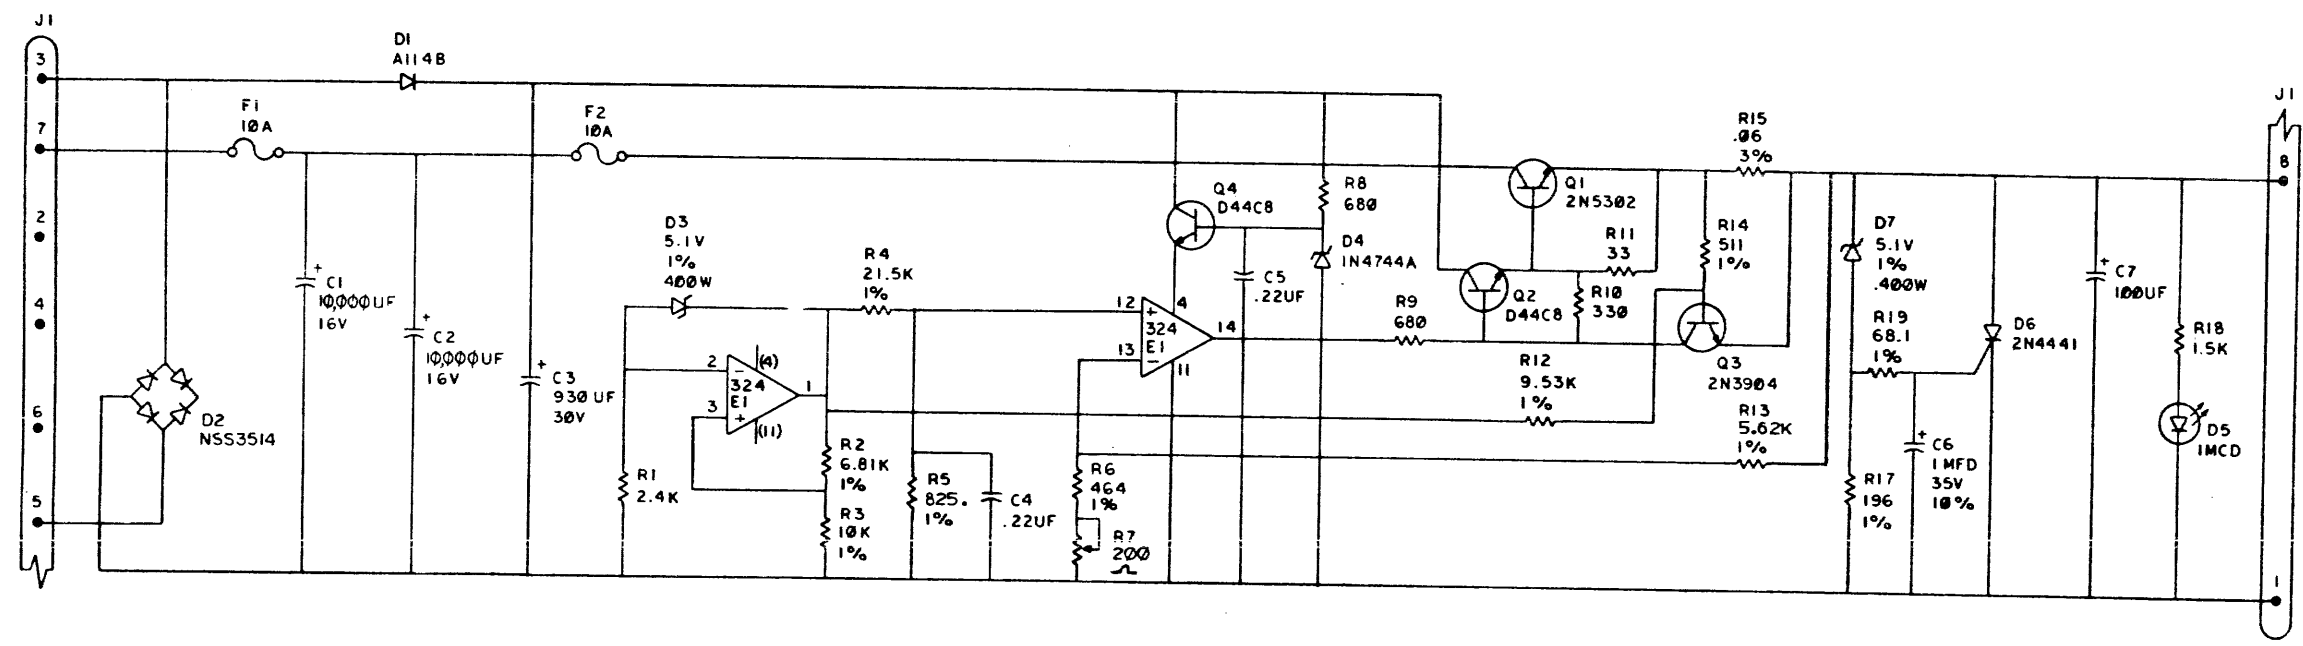 J1
3
7
2
4
6
5
D1
A114B
F1
10A
F2
10A
C1
10,000UF
16V
C2
10,000UF
16V
C3
930UF
30V
D2
NSS3514
D3
5.1V
1%
400W
R4
21.5K
1%
2
3
324
E1
(4)
(11)
1
R1
2.4K
R2
6.81K
1%
R3
10K
1%
R5
825.
1%
C4
.22UF
12
13
324
E1
4
11
14
R6
464
1%
R7
200
Q4
D44C8
C5
.22UF
R8
680
D4
1N4744A
R9
680
Q2
D44C8
Q1
2N5302
R11
33
R10
330
R12
9.53K
1%
R15
.06
3%
R14
511
1%
Q3
2N3904
R13
5.62K
1%
D7
5.1V
1%
.400W
R19
68.1
1%
R17
196
1%
C6
1MFD
35V
10%
D6
2N4441
C7
100UF
R18
1.5K
D5
1MCD
J1
8
1